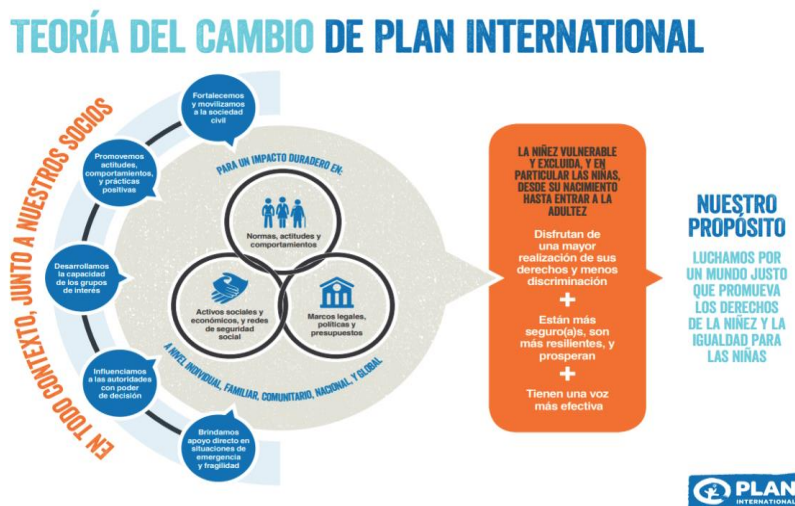 TEORÍA DEL CAMBIO DE PLAN INTERNATIONAL
EN TODO CONTEXTO, JUNTO A NUESTROS SOCIOS
Fortalecemos
y movilizamos
a la sociedad
civil
Promovemos
actitudes,
comportamientos,
y prácticas
positivas
Desarrollamos
la capacidad
de los grupos
de interés
Influenciamos
a las autoridades
con poder
de decisión
Brindamos
apoyo directo en
situaciones de
emergencia
y fragilidad
PARA UN IMPACTO DURADERO EN:
Normas, actitudes y
comportamientos
Activos sociales y
económicos, y redes
de seguridad
social
Marcos legales,
políticas y
presupuestos
A NIVEL INDIVIDUAL, FAMILIAR, COMUNITARIO, NACIONAL, Y GLOBAL
LA NIÑEZ VULNERABLE
Y EXCLUIDA, Y EN
PARTICULAR LAS NIÑAS,
DESDE SU NACIMIENTO
HASTA ENTRAR A LA
ADULTEZ
Disfrutan de
una mayor
realización de sus
derechos y menos
discriminación
+
Están más
seguro(a)s, son
más resilientes, y
prosperan
+
Tienen una voz
más efectiva
NUESTRO
PROPÓSITO
LUCHAMOS POR
UN MUNDO JUSTO
QUE PROMUEVA
LOS DERECHOS
DE LA NIÑEZ Y LA
IGUALDAD PARA
LAS NIÑAS
PLAN
INTERNATIONAL